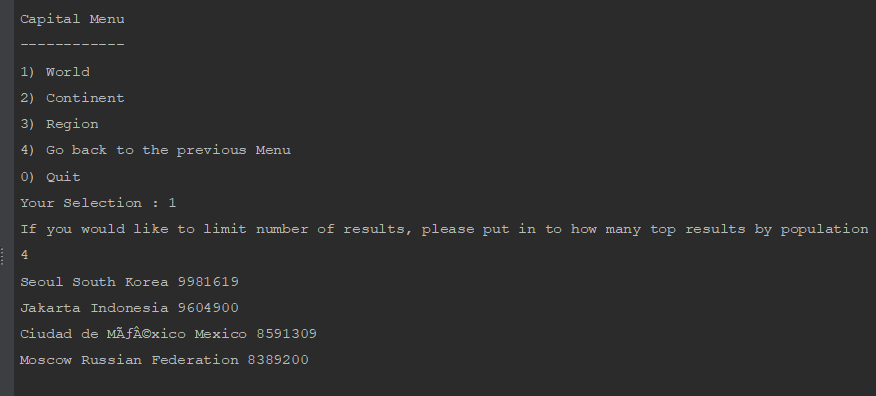 Capital Menu
------------
1) World
2) Continent
3) Region
4) Go back to the previous Menu
0) Quit
Your Selection : 1
If you would like to limit number of results, please put in to how many top results by population
4
Seoul South Korea 9981619
Jakarta Indonesia 9604900
Ciudad de MÃƒÂ©xico Mexico 8591309
Moscow Russian Federation 8389200